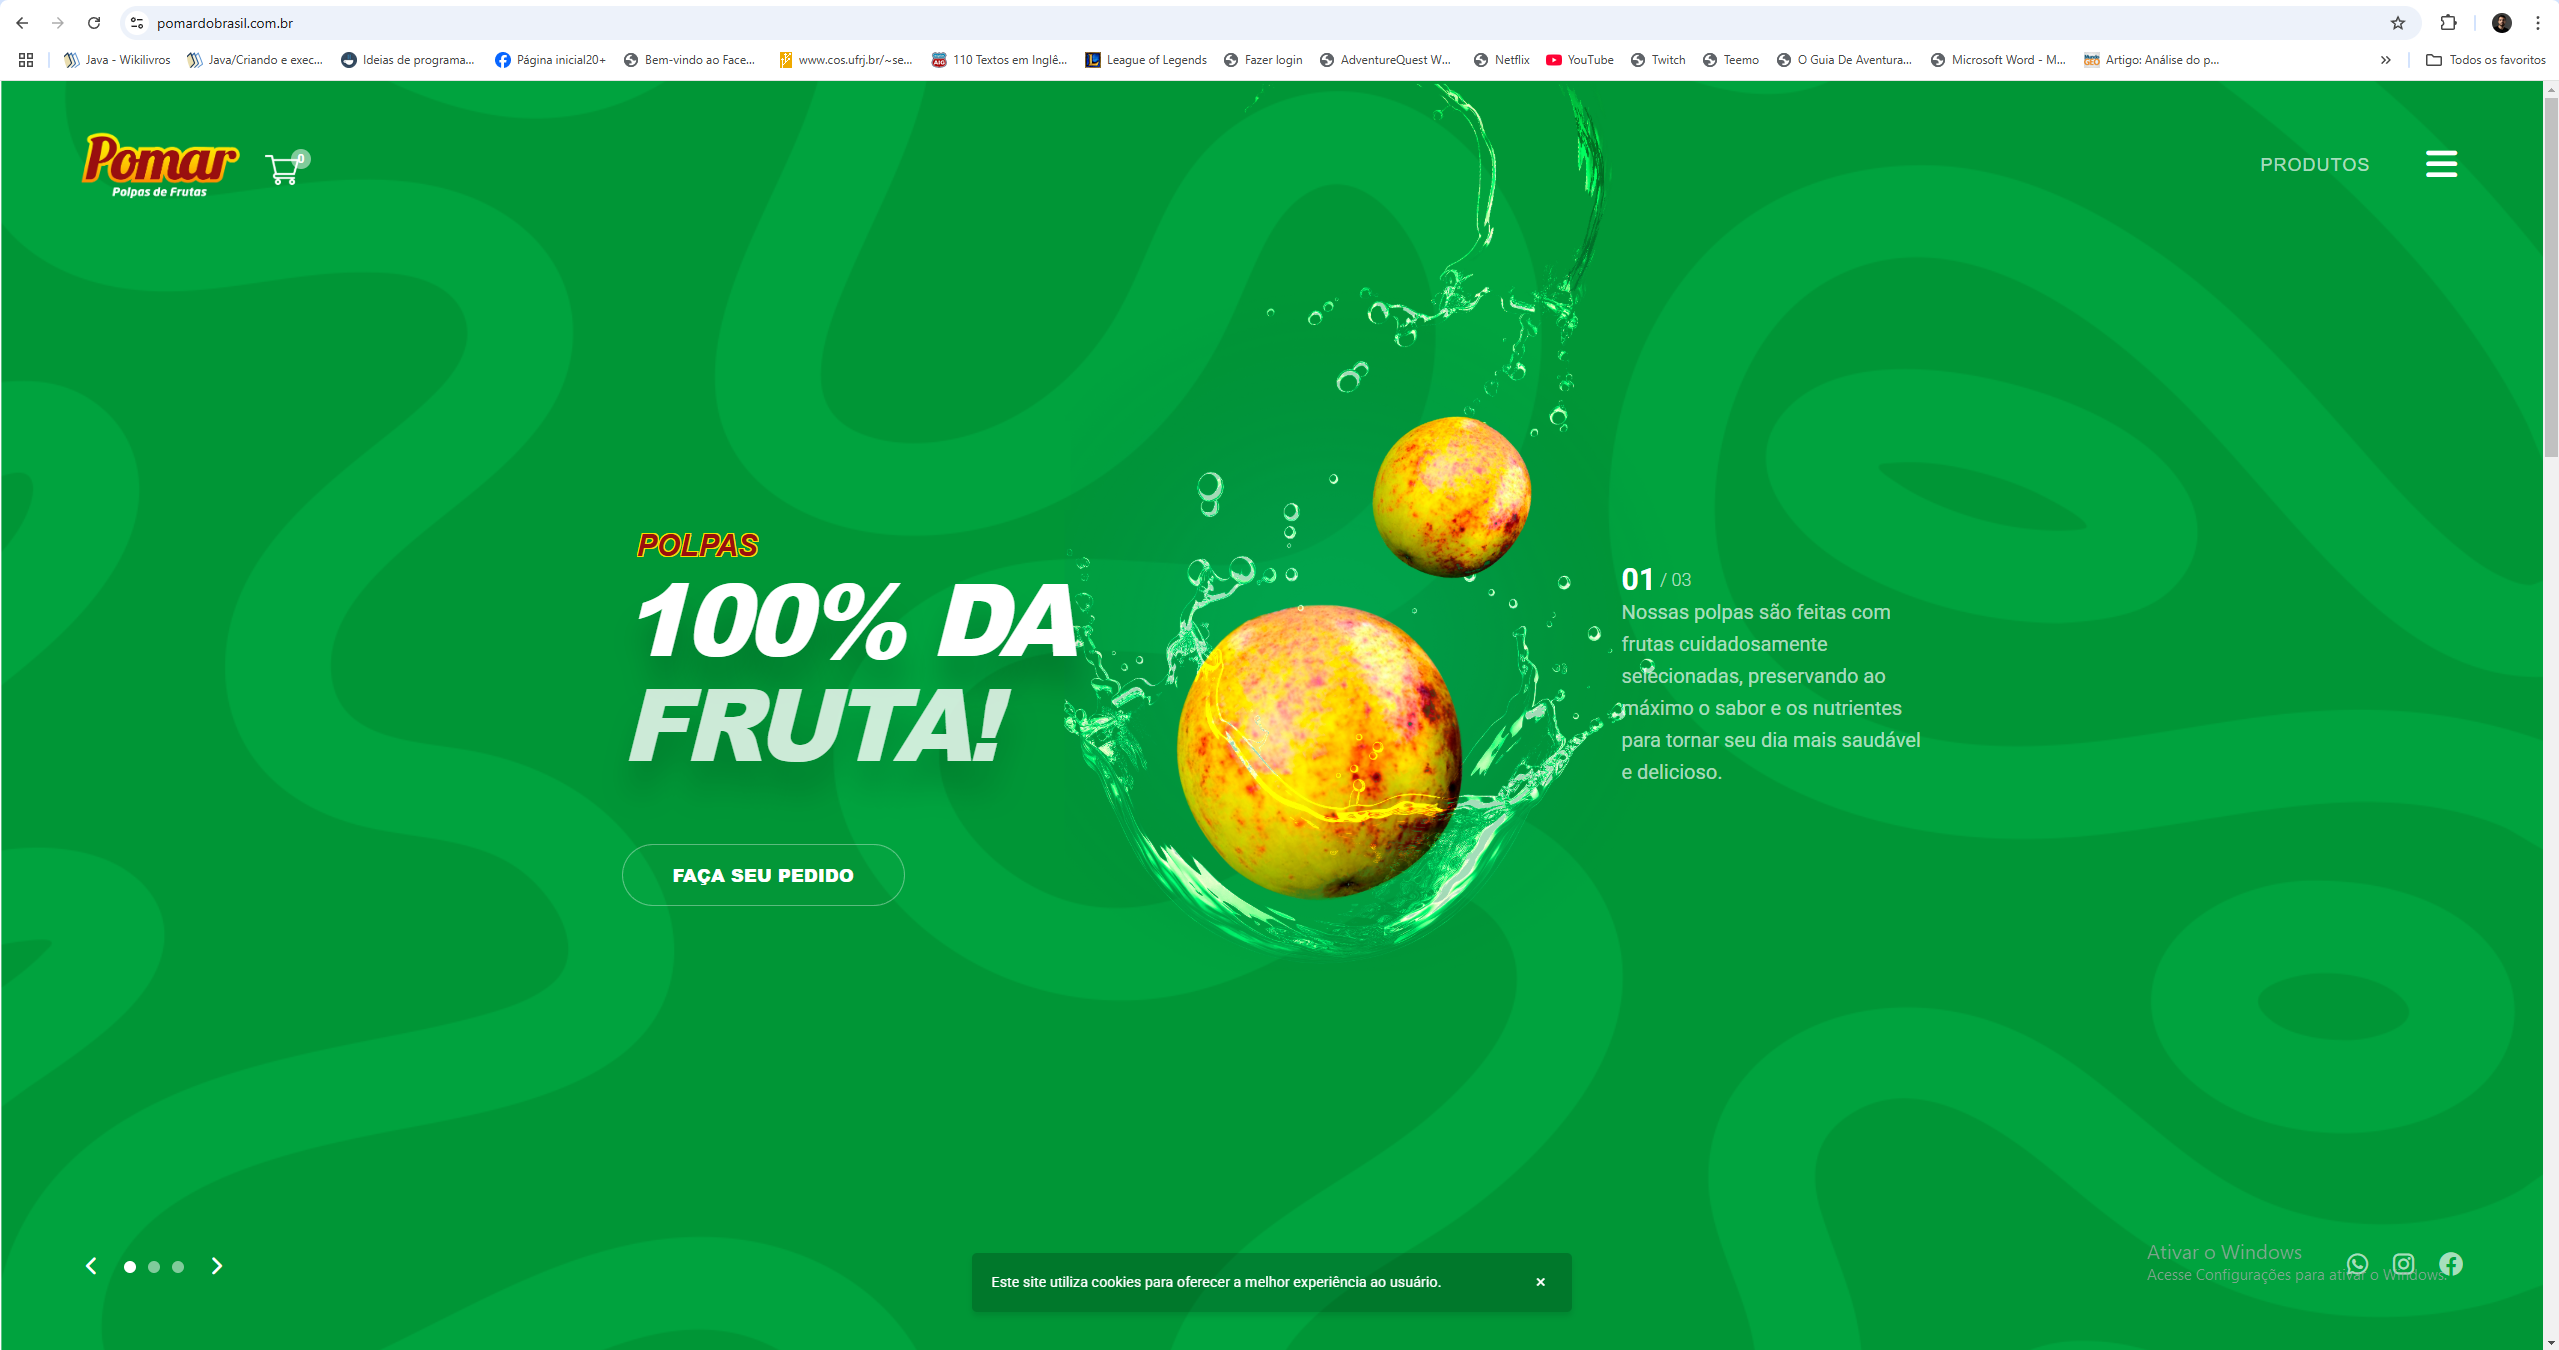 pomardobrasil.com.br
Java - Wikilivros
Java/Criando e exec...
Ideias de programa...
Página inicial20+
Bem-vindo ao Face...
www.cos.ufrj.br/~se...
110 Textos em Inglê...
League of Legends
Fazer login
AdventureQuest W...
Netflix
YouTube
Twitch
Teemo
O Guia De Aventura...
Microsoft Word - M...
Artigo: Análise do p...
Todos os favoritos
Pomar
Polpas de Frutas
0
PRODUTOS
POLPAS
100% DA
FRUTA!
FAÇA SEU PEDIDO
01 / 03
Nossas polpas são feitas com
frutas cuidadosamente
selecionadas, preservando ao
máximo o sabor e os nutrientes
para tornar seu dia mais saudável
e delicioso.
Este site utiliza cookies para oferecer a melhor experiência ao usuário.
Ativar o Windows
Acesse Configurações para ativar o Windows.